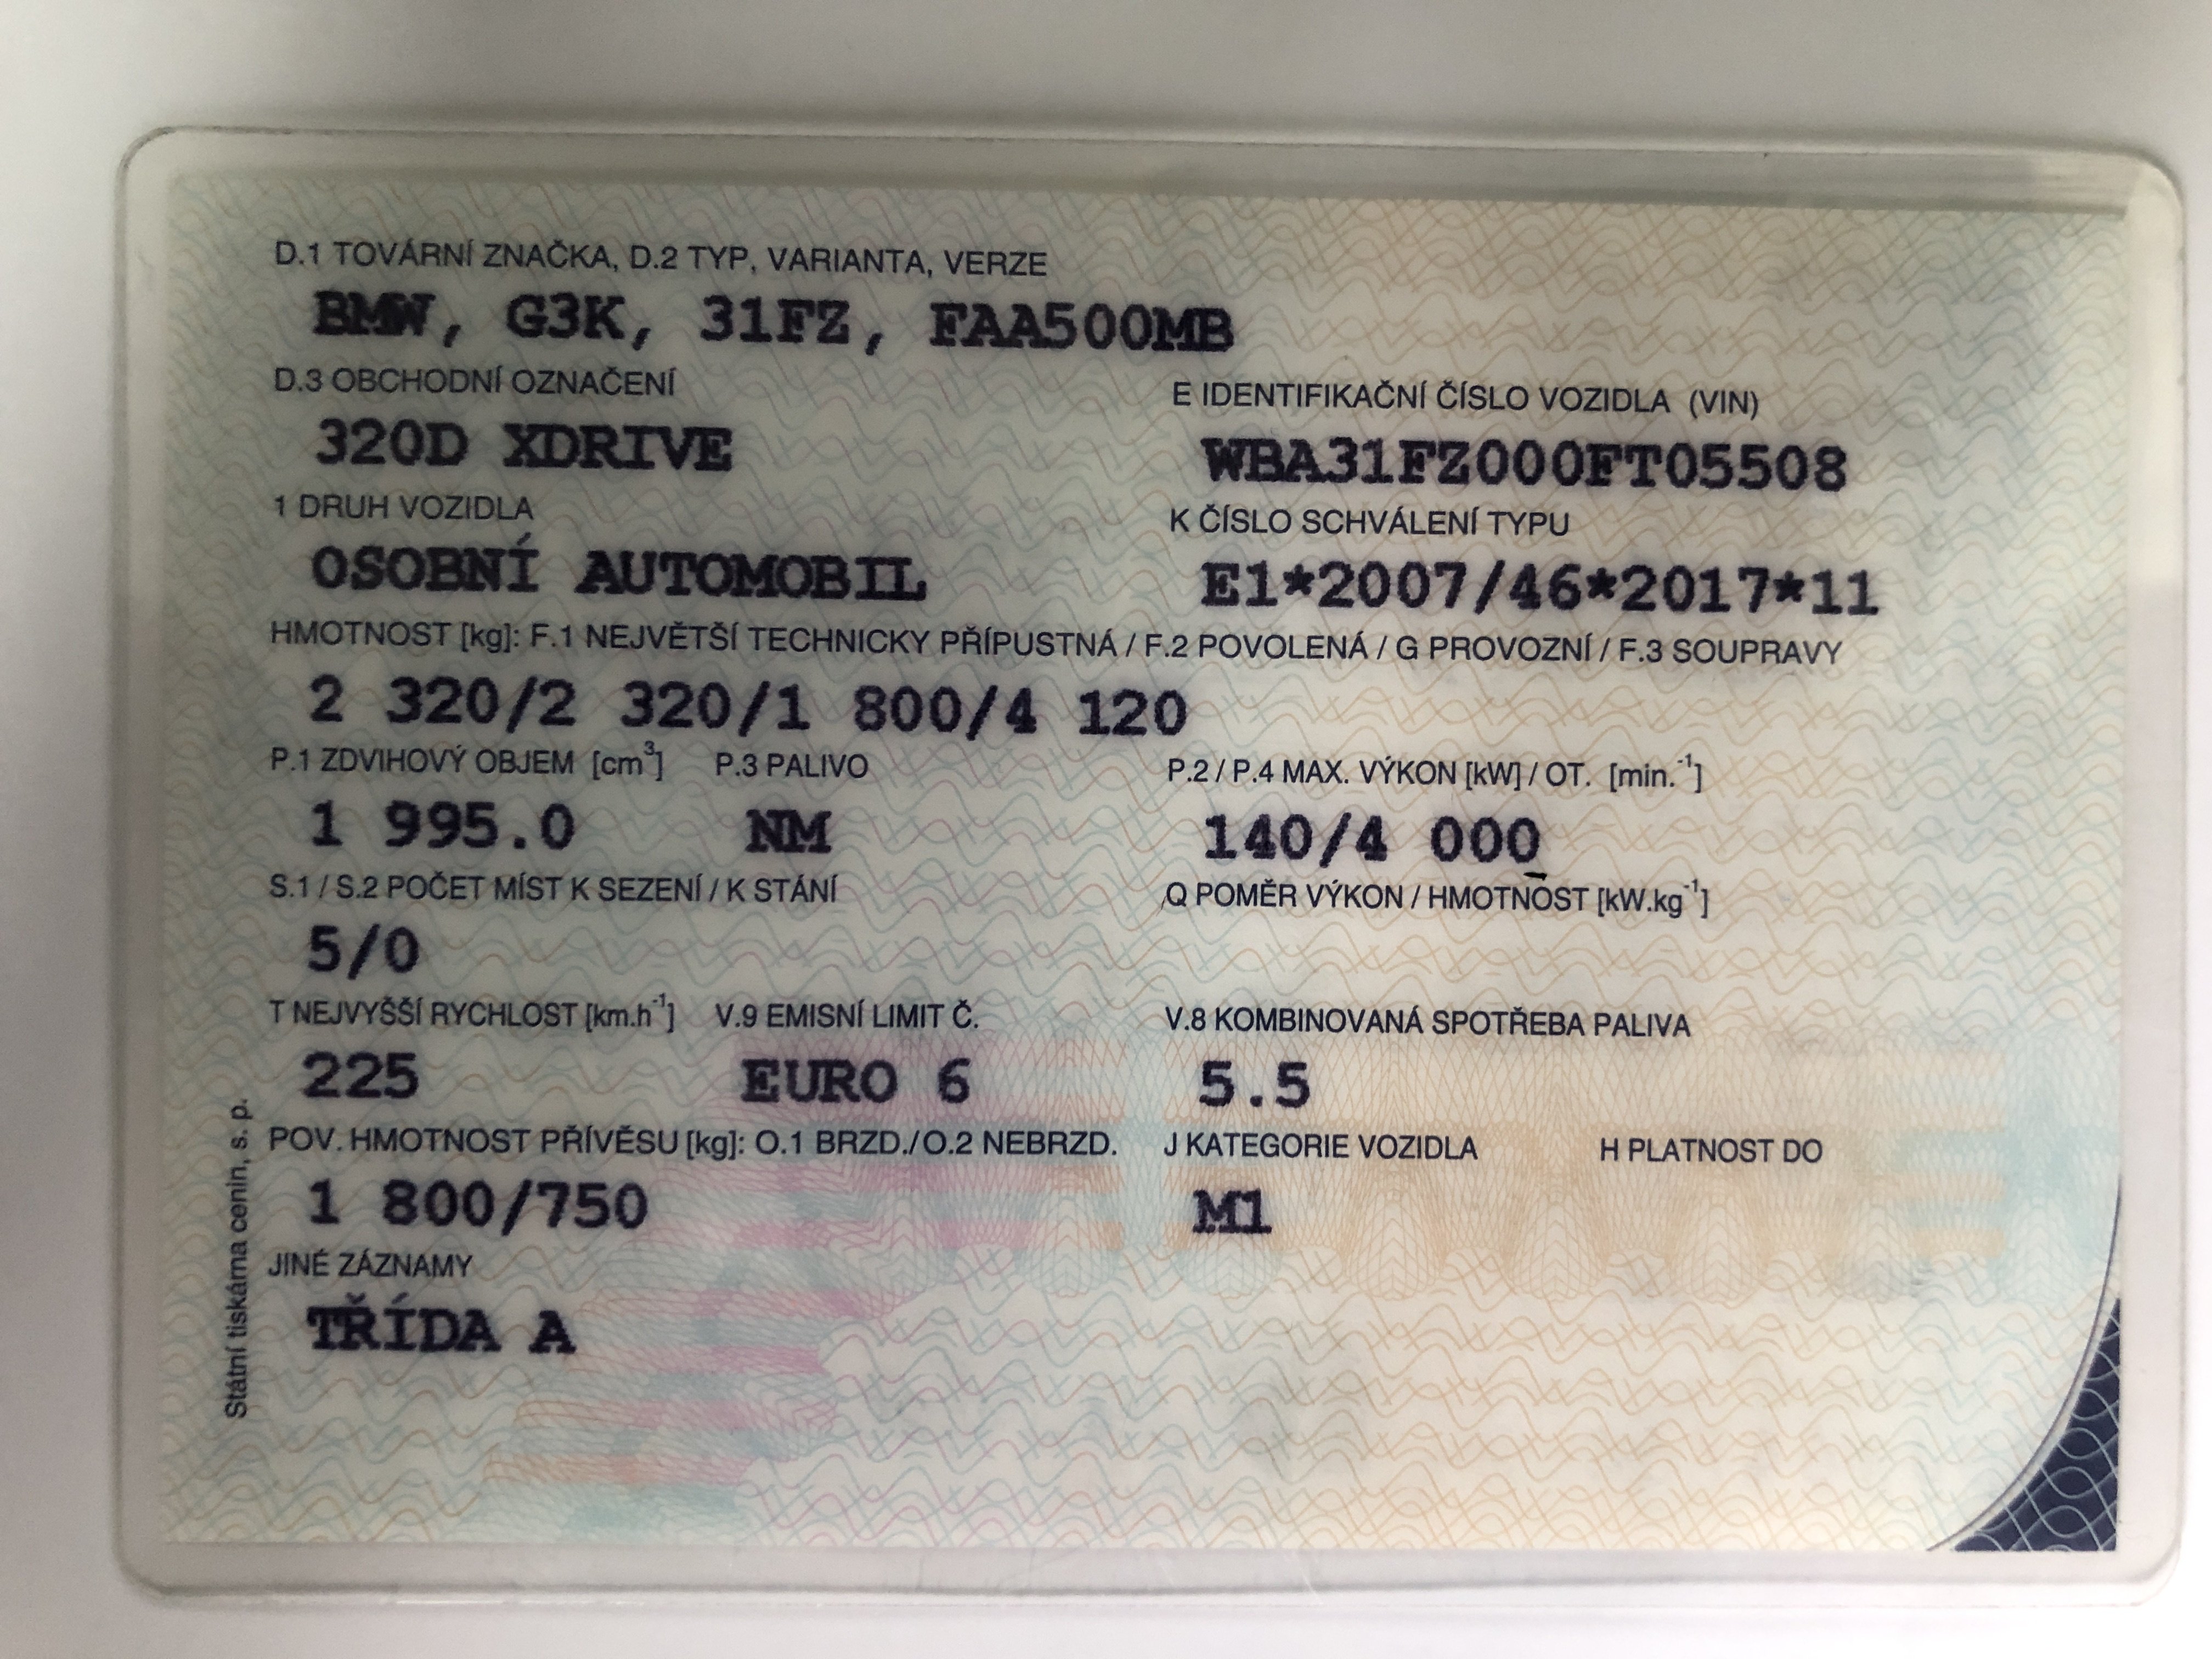 D.1 TOVÁRNÍ ZNAČKA, D.2 TYP, VARIANTA, VERZE
BMW, G3K, 31FZ, FAA500MB
D.3 OBCHODNÍ OZNAČENÍ E IDENTIFIKAČNÍ ČÍSLO VOZIDLA (VIN)
320D XDRIVE WBA31FZ000FT05508
1 DRUH VOZIDLA K ČÍSLO SCHVÁLENÍ TYPU
OSOBNÍ AUTOMOBIL E1*2007/46*2017*11
HMOTNOST [kg]: F.1 NEJVĚTŠÍ TECHNICKY PŘÍPUSTNÁ / F.2 POVOLENÁ / G PROVOZNÍ / F.3 SOUPRAVY
2 320/2 320/1 800/4 120
P.1 ZDVIHOVÝ OBJEM [cm³] P.3 PALIVO P.2 / P.4 MAX. VÝKON [kW] / OT. [min.⁻¹]
1 995.0 NM 140/4 000
S.1 / S.2 POČET MÍST K SEZENÍ / K STÁNÍ Q POMĚR VÝKON / HMOTNOST [kW.kg⁻¹]
5/0
T NEJVYŠŠÍ RYCHLOST [km.h⁻¹] V.9 EMISNÍ LIMIT Č. V.8 KOMBINOVANÁ SPOTŘEBA PALIVA
225 EURO 6 5.5
POV. HMOTNOST PŘÍVĚSU [kg]: O.1 BRZD./O.2 NEBRZD. J KATEGORIE VOZIDLA H PLATNOST DO
1 800/750 M1
JINÉ ZÁZNAMY
TŘÍDA A
Státní tiskárna cenin, s. p.